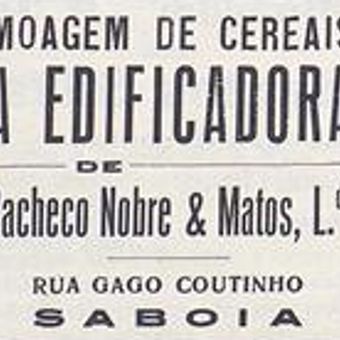 MOAGEM DE CEREAIS
A EDIFICADORA
DE
Pacheco Nobre & Matos, L.ª
RUA GAGO COUTINHO
SABOIA